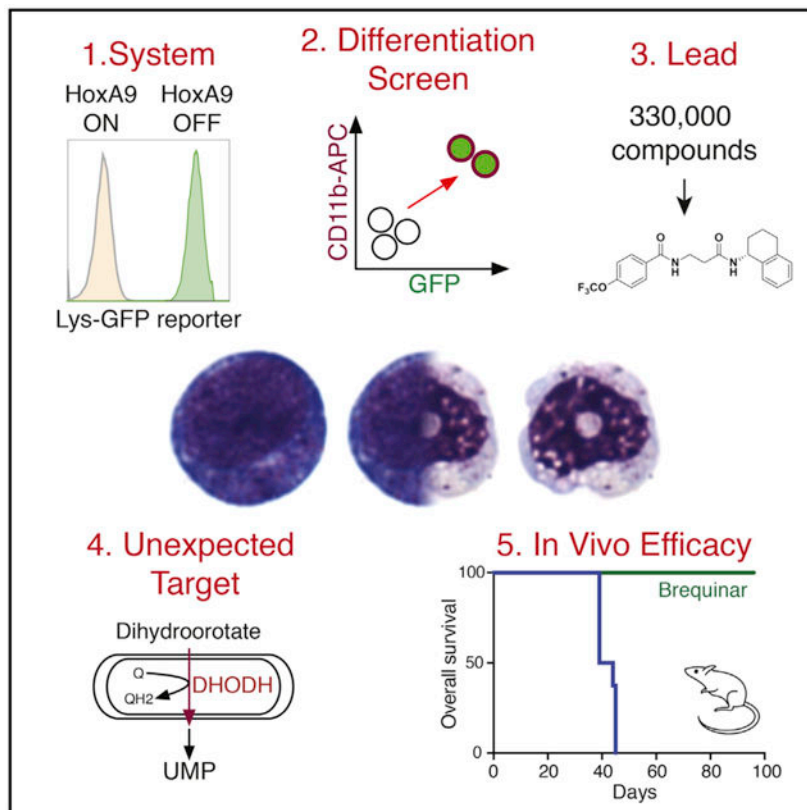 1.System
HoxA9 HoxA9
ON OFF
Lys-GFP reporter
2. Differentiation
Screen
CD11b-APC
GFP
3. Lead
330,000
compounds
O O
N N
H H
F₃CO
4. Unexpected
Target
Dihydroorotate
Q
QH2
DHODH
UMP
5. In Vivo Efficacy
100
50
0
Overall survival
Brequinar
0 20 40 60 80 100
Days